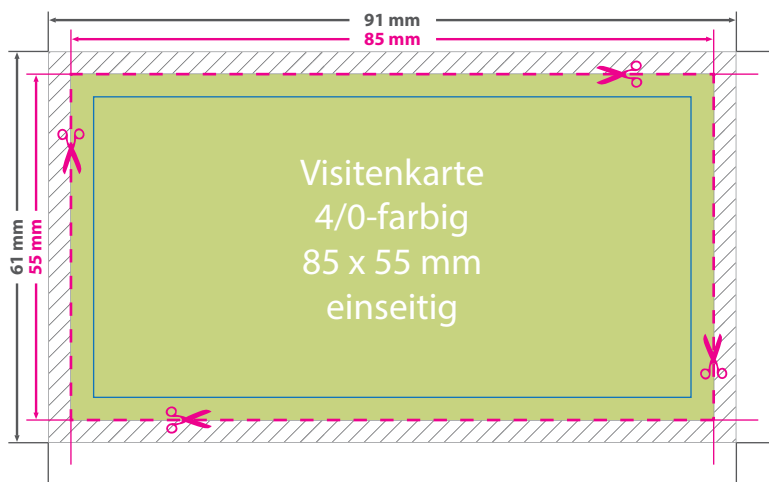 91 mm
85 mm
61 mm
55 mm
Visitenkarte
4/0-farbig
85 x 55 mm
einseitig